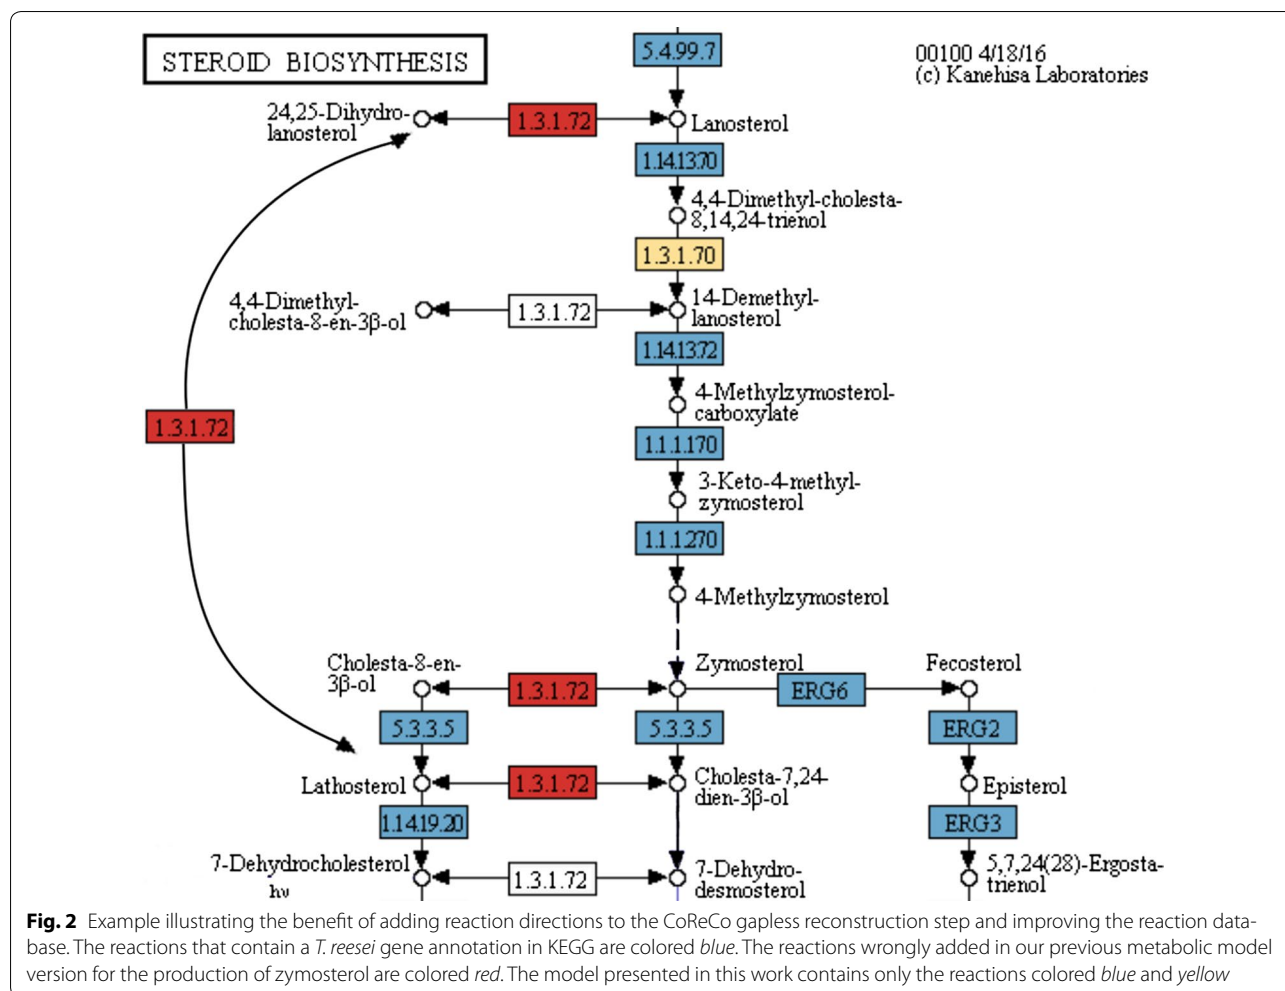 STEROID BIOSYNTHESIS
5.4.99.7
00100 4/18/16
(c) Kanehisa Laboratories
24,25-Dihydro-
lanosterol
1.3.1.72
Lanosterol
1.14.13.70
4,4-Dimethyl-cholesta-
8,14,24-trienol
1.3.1.70
4,4-Dimethyl-
cholesta-8-en-3β-ol
1.3.1.72
14-Demethyl-
lanosterol
1.14.13.72
4-Methylzymosterol-
carboxylate
1.3.1.72
1.1.1.170
3-Keto-4-methyl-
zymosterol
1.1.1.270
4-Methylzymosterol
Cholesta-8-en-
3β-ol
1.3.1.72
Zymosterol
ERG6
Fecosterol
5.3.3.5
5.3.3.5
ERG2
Lathosterol
1.3.1.72
Cholesta-7,24-
dien-3β-ol
Episterol
1.14.19.20
ERG3
7-Dehydrocholesterol
hν
1.3.1.72
7-Dehydro-
desmosterol
5,7,24(28)-Ergosta-
trienol
Fig. 2 Example illustrating the benefit of adding reaction directions to the CoReCo gapless reconstruction step and improving the reaction data-
base. The reactions that contain a T. reesei gene annotation in KEGG are colored blue. The reactions wrongly added in our previous metabolic model
version for the production of zymosterol are colored red. The model presented in this work contains only the reactions colored blue and yellow